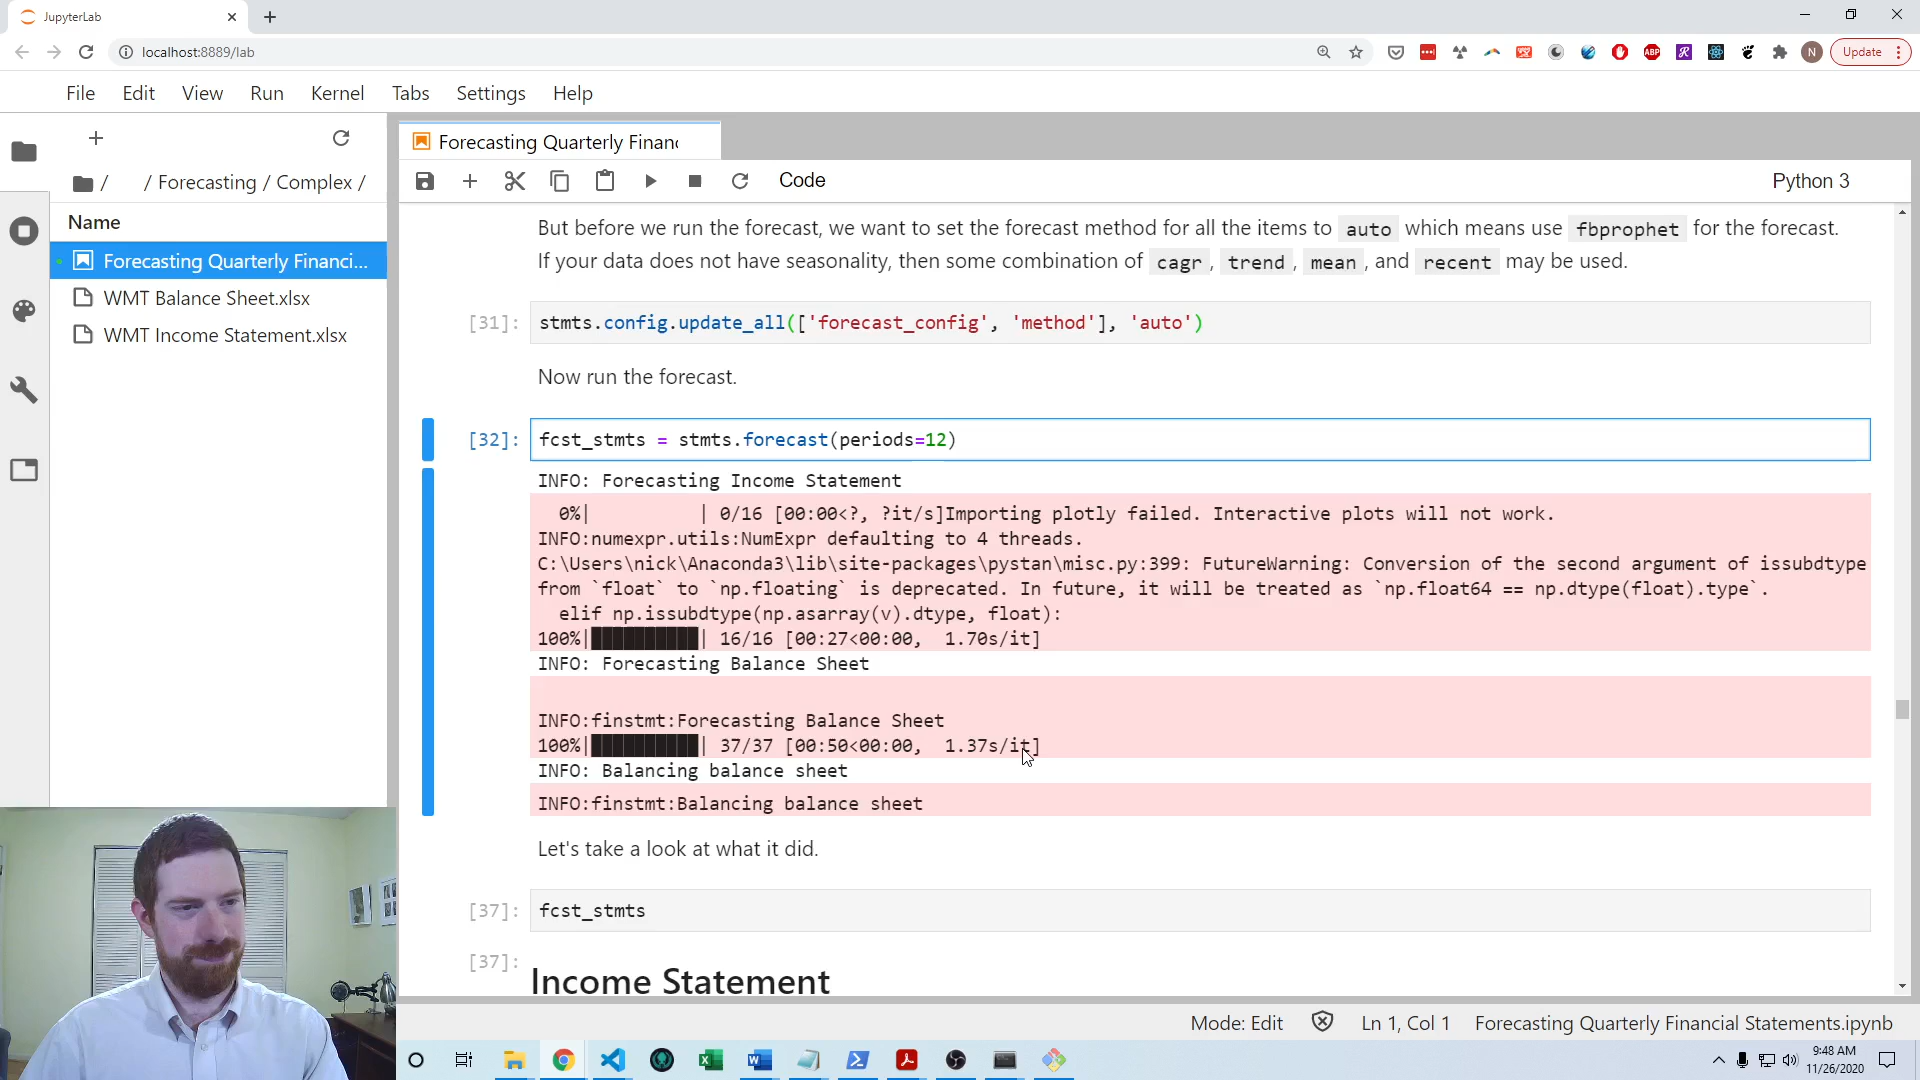 JupyterLab
localhost:8889/lab
ABP
N
Update
File Edit View Run Kernel Tabs Settings Help
/ / Forecasting / Complex /
Name
Forecasting Quarterly Financi...
WMT Balance Sheet.xlsx
WMT Income Statement.xlsx
Forecasting Quarterly Finan
Code
Python 3
But before we run the forecast, we want to set the forecast method for all the items to auto which means use fbprophet for the forecast.
If your data does not have seasonality, then some combination of cagr, trend, mean, and recent may be used.
[31]: stmts.config.update_all(['forecast_config', 'method'], 'auto')
Now run the forecast.
[32]: fcst_stmts = stmts.forecast(periods=12)
INFO: Forecasting Income Statement
0%| | 0/16 [00:00<?, ?it/s]Importing plotly failed. Interactive plots will not work.
INFO:numexpr.utils:NumExpr defaulting to 4 threads.
C:\Users\nick\Anaconda3\lib\site-packages\pystan\misc.py:399: FutureWarning: Conversion of the second argument of issubdtype
from `float` to `np.floating` is deprecated. In future, it will be treated as `np.float64 == np.dtype(float).type`.
elif np.issubdtype(np.asarray(v).dtype, float):
100%|██████████| 16/16 [00:27<00:00, 1.70s/it]
INFO: Forecasting Balance Sheet
INFO:finstmt:Forecasting Balance Sheet
100%|██████████| 37/37 [00:50<00:00, 1.37s/it]
INFO: Balancing balance sheet
INFO:finstmt:Balancing balance sheet
Let's take a look at what it did.
[37]: fcst_stmts
[37]:
Income Statement
Mode: Edit Ln 1, Col 1 Forecasting Quarterly Financial Statements.ipynb
9:48 AM
11/26/2020